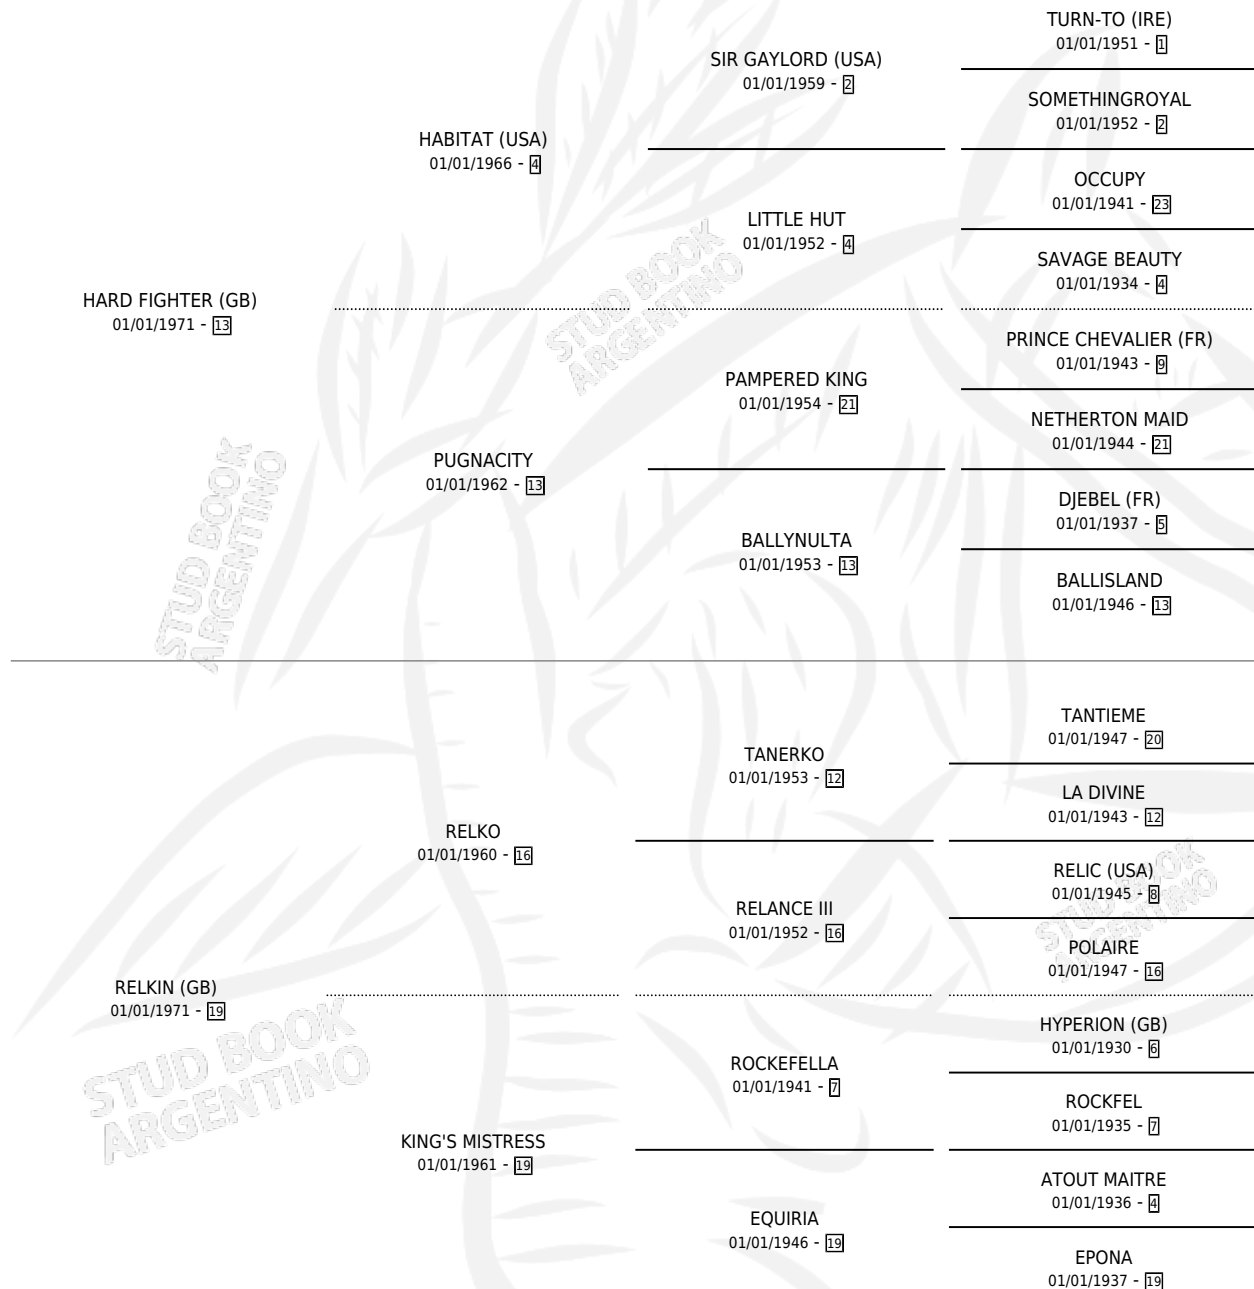 TURN-TO (IRE)
01/01/1951 - 1
SIR GAYLORD (USA)
01/01/1959 - 2
SOMETHINGROYAL
01/01/1952 - 2
HABITAT (USA)
01/01/1966 - 4
OCCUPY
01/01/1941 - 23
LITTLE HUT
01/01/1952 - 4
SAVAGE BEAUTY
01/01/1934 - 4
HARD FIGHTER (GB)
01/01/1971 - 13
PRINCE CHEVALIER (FR)
01/01/1943 - 9
PAMPERED KING
01/01/1954 - 21
NETHERTON MAID
01/01/1944 - 21
PUGNACITY
01/01/1962 - 13
DJEBEL (FR)
01/01/1937 - 5
BALLYNULTA
01/01/1953 - 13
BALLISLAND
01/01/1946 - 13
TANTIEME
01/01/1947 - 20
TANERKO
01/01/1953 - 12
LA DIVINE
01/01/1943 - 12
RELKO
01/01/1960 - 16
RELIC (USA)
01/01/1945 - 8
RELANCE III
01/01/1952 - 16
POLAIRE
01/01/1947 - 16
RELKIN (GB)
01/01/1971 - 19
HYPERION (GB)
01/01/1930 - 6
ROCKEFELLA
01/01/1941 - 7
ROCKFEL
01/01/1935 - 7
KING'S MISTRESS
01/01/1961 - 19
ATOUT MAITRE
01/01/1936 - 4
EQUIRIA
01/01/1946 - 19
EPONA
01/01/1937 - 19
STUD BOOK
ARGENTINO
STUD BOOK
ARGENTINO
STUD BOOK
ARGENTINO
STUD BOOK
ARGENTINO